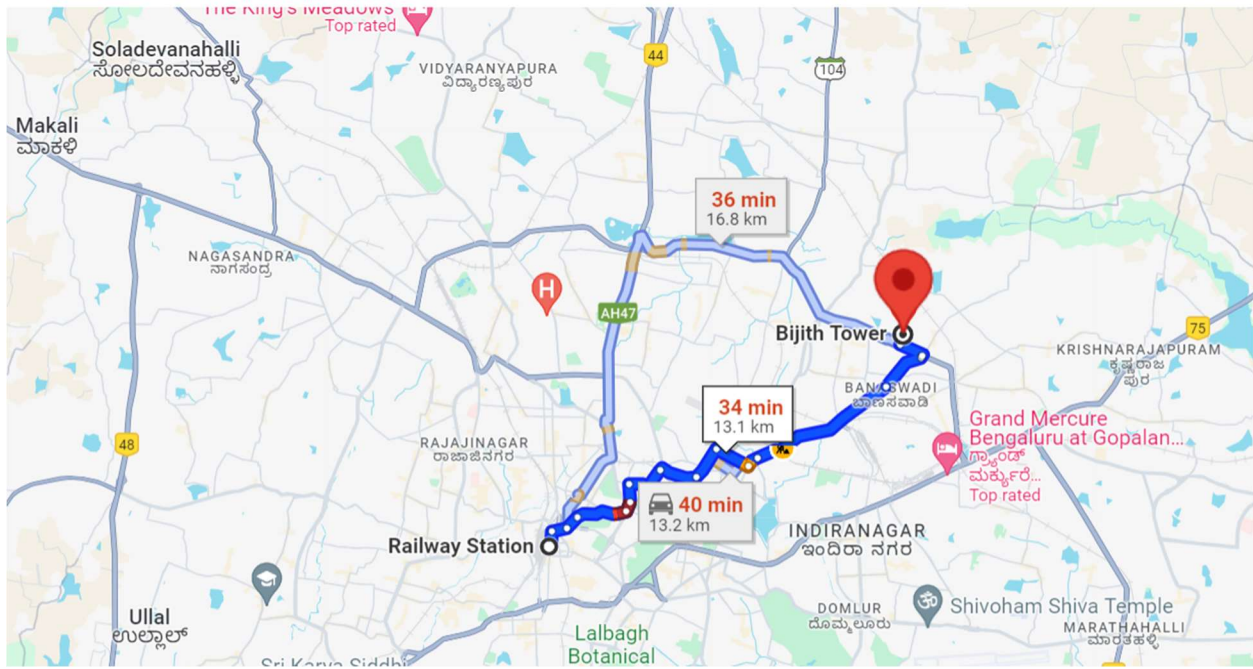 The King's Meadows
Top rated
Soladevanahalli
ಸೋಲದೇವನಹಳ್ಳಿ
44
VIDYARANYAPURA
ವಿದ್ಯಾರಣ್ಯಪುರ
104
Makali
ಮಾಕಳಿ
36 min
16.8 km
NAGASANDRA
ನಾಗಸಂದ್ರ
H
AH47
Bijith Tower
75
KRISHNARAJAPURAM
ಕೃಷ್ಣರಾಜ
ಪುರ
BANASWADI
ಬಾಣಸವಾಡಿ
34 min
13.1 km
Grand Mercure
Bengaluru at Gopalan...
ಗ್ರ್ಯಾಂಡ್
ಮರ್ಕ್ಯುರೆ...
Top rated
48
RAJAJINAGAR
ರಾಜಾಜಿನಗರ
40 min
13.2 km
INDIRANAGAR
ಇಂದಿರಾ ನಗರ
Railway Station
Shivoham Shiva Temple
DOMLUR
ದೊಮ್ಮಲೂರು
MARATHAHALLI
ಮಾರತಹಳ್ಳಿ
Ullal
ಉಲ್ಲಾಳ್
Lalbagh
Botanical
Sri Karya Siddhi